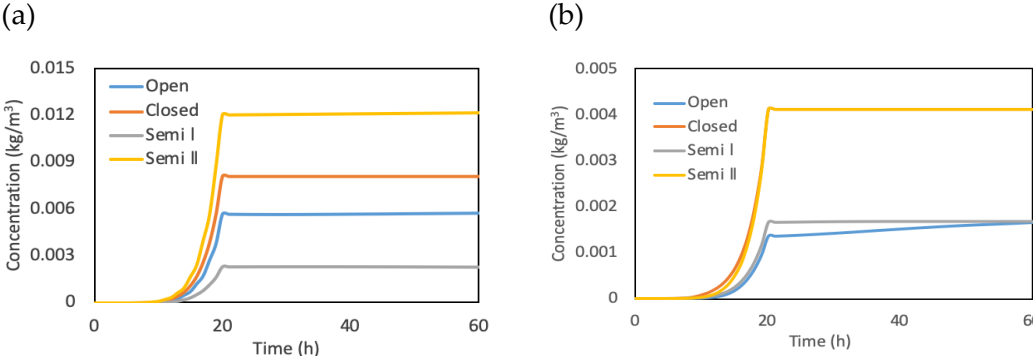 (a)
(b)
0.015
0.012
0.009
0.006
0.003
0
Concentration (kg/m³)
Open
Closed
Semi I
Semi II
0 20 40 60
Time (h)
0.005
0.004
0.003
0.002
0.001
0
Concentration (kg/m³)
Open
Closed
Semi I
Semi II
0 20 40 60
Time (h)